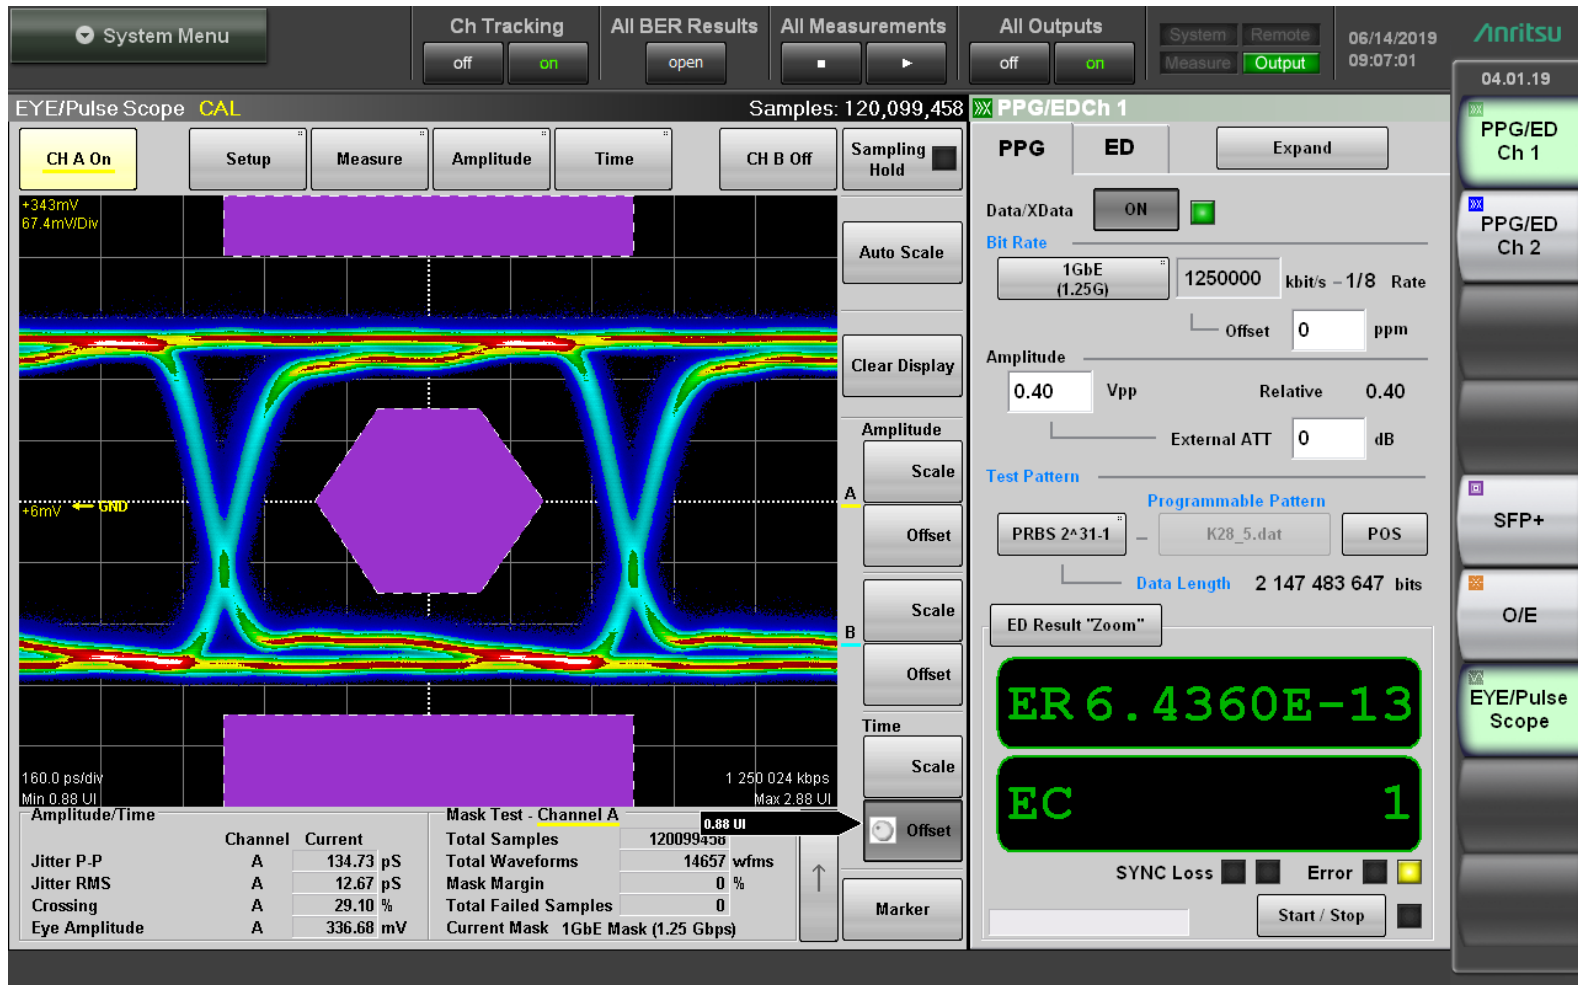 System Menu
Ch Tracking
off
on
All BER Results
open
All Measurements
All Outputs
off
on
System
Remote
Measure
Output
06/14/2019
09:07:01
Anritsu
04.01.19
EYE/Pulse Scope CAL
Samples: 120,099,458
CH A On
Setup
Measure
Amplitude
Time
CH B Off
Sampling
Hold
+343mV
67.4mV/Div
+6mV
GND
160.0 ps/div
Min 0.88 UI
1 250 024 kbps
Max 2.88 UI
Auto Scale
Clear Display
Amplitude
A
Scale
Offset
B
Scale
Offset
Time
Scale
0.88 UI
Offset
Marker
Amplitude/Time
Channel Current
Jitter P-P A 134.73 pS
Jitter RMS A 12.67 pS
Crossing A 29.10 %
Eye Amplitude A 336.68 mV
Mask Test - Channel A
Total Samples 120099458
Total Waveforms 14657 wfms
Mask Margin 0 %
Total Failed Samples 0
Current Mask 1GbE Mask (1.25 Gbps)
PPG/EDCh 1
PPG
ED
Expand
Data/XData
ON
Bit Rate
1GbE
(1.25G)
1250000 kbit/s – 1/8 Rate
Offset 0 ppm
Amplitude
0.40 Vpp
Relative 0.40
External ATT 0 dB
Test Pattern
Programmable Pattern
PRBS 2^31-1
K28_5.dat
POS
Data Length 2 147 483 647 bits
ED Result "Zoom"
ER 6.4360E-13
EC 1
SYNC Loss
Error
Start / Stop
PPG/ED
Ch 1
PPG/ED
Ch 2
SFP+
O/E
EYE/Pulse
Scope